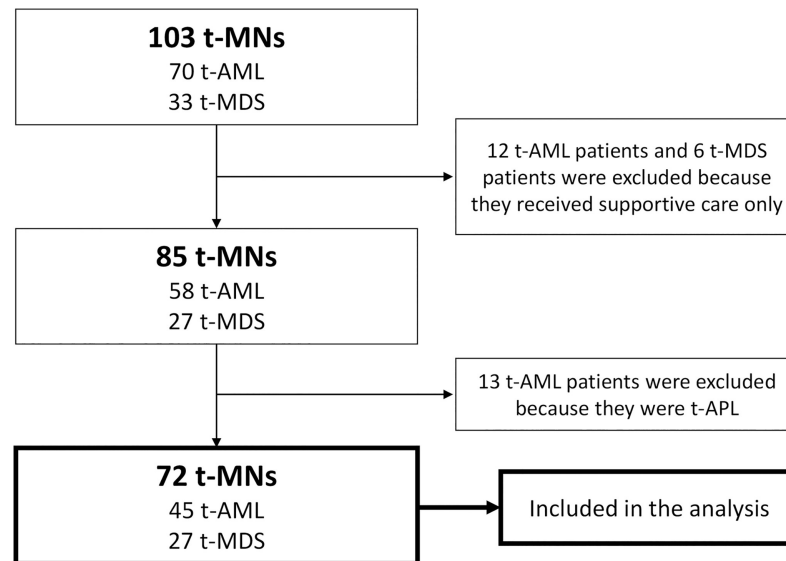 103 t-MNs
70 t-AML
33 t-MDS
12 t-AML patients and 6 t-MDS
patients were excluded because
they received supportive care only
85 t-MNs
58 t-AML
27 t-MDS
13 t-AML patients were excluded
because they were t-APL
72 t-MNs
45 t-AML
27 t-MDS
Included in the analysis